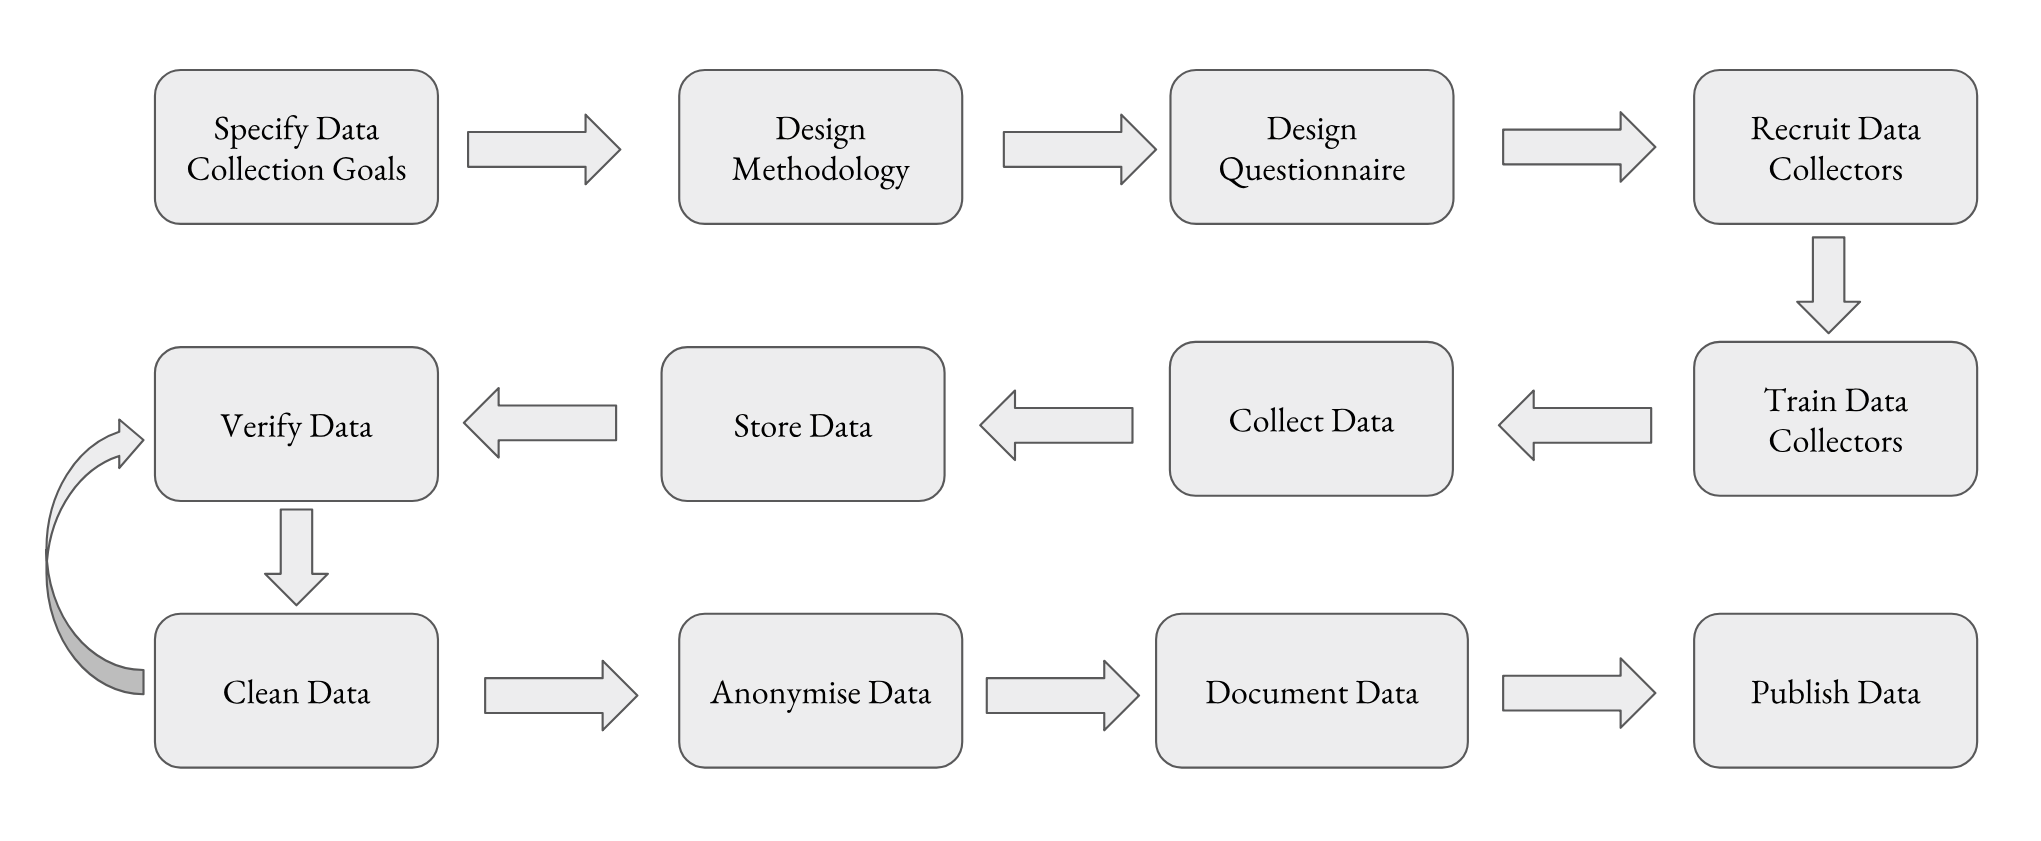 Specify Data
Collection Goals
Design
Methodology
Design
Questionnaire
Recruit Data
Collectors
Train Data
Collectors
Collect Data
Store Data
Verify Data
Clean Data
Anonymise Data
Document Data
Publish Data